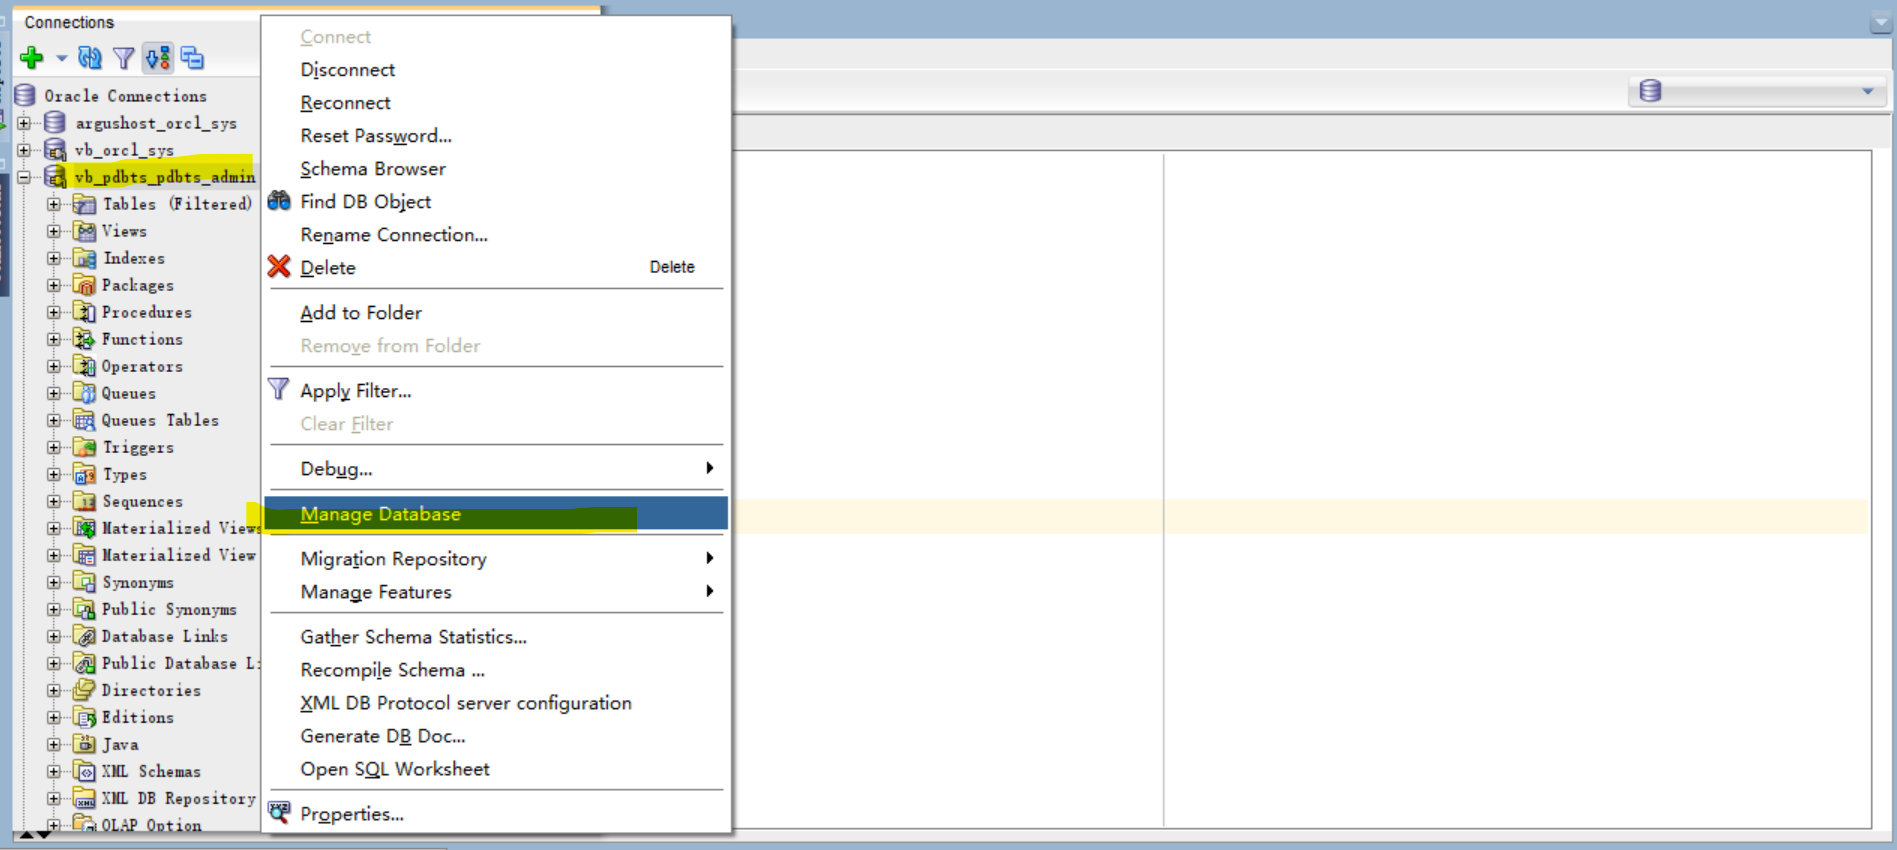 Connections
Oracle Connections
argushost_orcl_sys
vb_orcl_sys
vb_pdbts_pdbts_admin
Tables (Filtered)
Views
Indexes
Packages
Procedures
Functions
Operators
Queues
Queues Tables
Triggers
Types
Sequences
Materialized Views
Materialized View
Synonyms
Public Synonyms
Database Links
Public Database Li
Directories
Editions
Java
XML Schemas
XML DB Repository
OLAP Option
Connect
Disconnect
Reconnect
Reset Password...
Schema Browser
Find DB Object
Rename Connection...
Delete Delete
Add to Folder
Remove from Folder
Apply Filter...
Clear Filter
Debug...
Manage Database
Migration Repository
Manage Features
Gather Schema Statistics...
Recompile Schema ...
XML DB Protocol server configuration
Generate DB Doc...
Open SQL Worksheet
Properties...